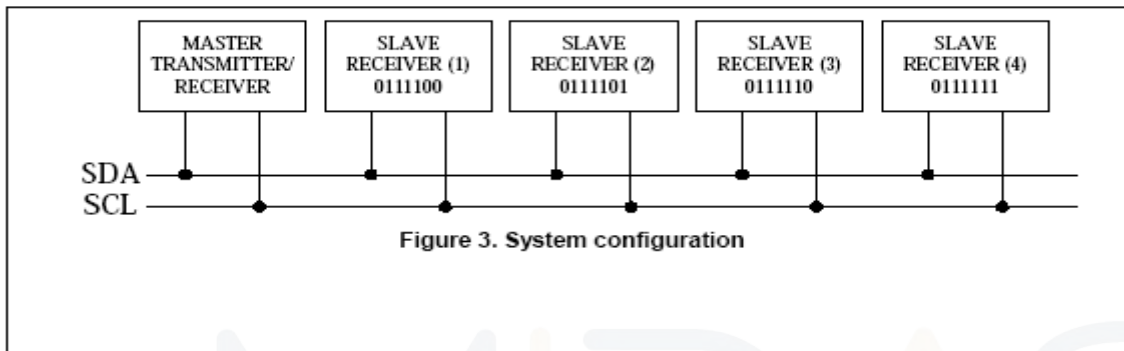 MASTER
TRANSMITTER/
RECEIVER
SLAVE
RECEIVER (1)
0111100
SLAVE
RECEIVER (2)
0111101
SLAVE
RECEIVER (3)
0111110
SLAVE
RECEIVER (4)
0111111
SDA
SCL
Figure 3. System configuration